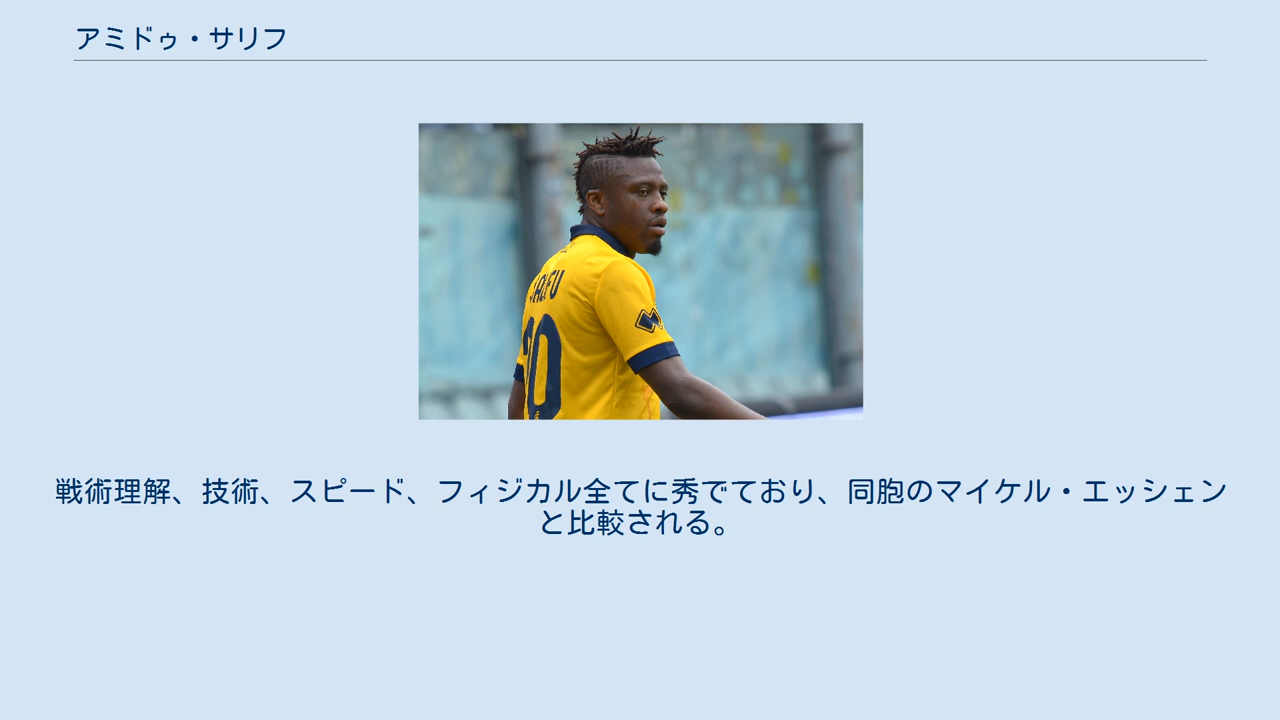 アミドゥ・サリフ
戦術理解、技術、スピード、フィジカル全てに秀でており、同胞のマイケル・エッシェン
と比較される。